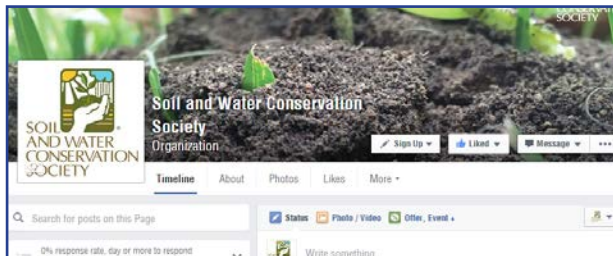 SOCIETY
SOIL
AND WATER
CONSERVATION
SOCIETY
Soil and Water Conservation
Society
Organization
Sign Up
Liked
Message
Timeline About Photos Likes More
Search for posts on this Page
Status Photo / Video Offer, Event +
0% response rate, day or more to respond
Write something